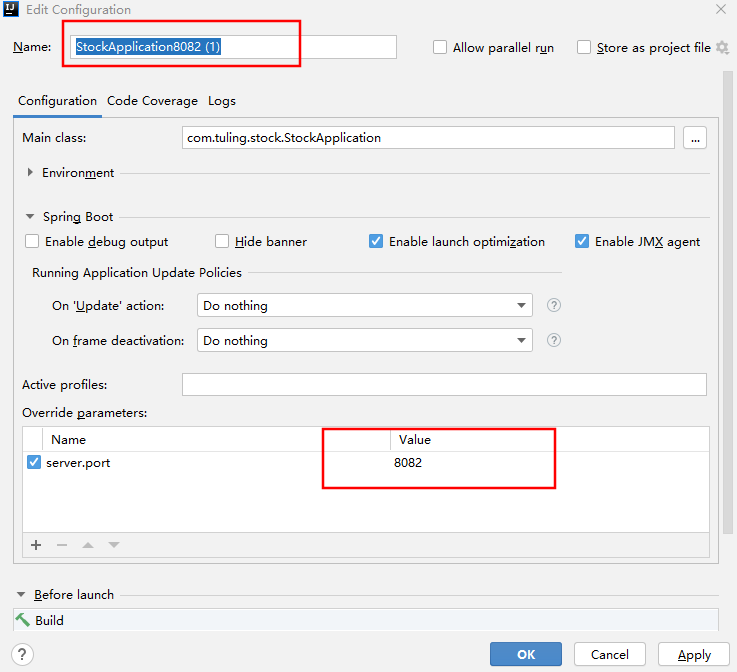 Edit Configuration
Name: StockApplication8082 (1) Allow parallel run Store as project file
Configuration Code Coverage Logs
Main class: com.tuling.stock.StockApplication ...
Environment
Spring Boot
Enable debug output Hide banner Enable launch optimization Enable JMX agent
Running Application Update Policies
On 'Update' action: Do nothing ?
On frame deactivation: Do nothing ?
Active profiles:
Override parameters:
Name Value
server.port 8082
Before launch
Build
? OK Cancel Apply